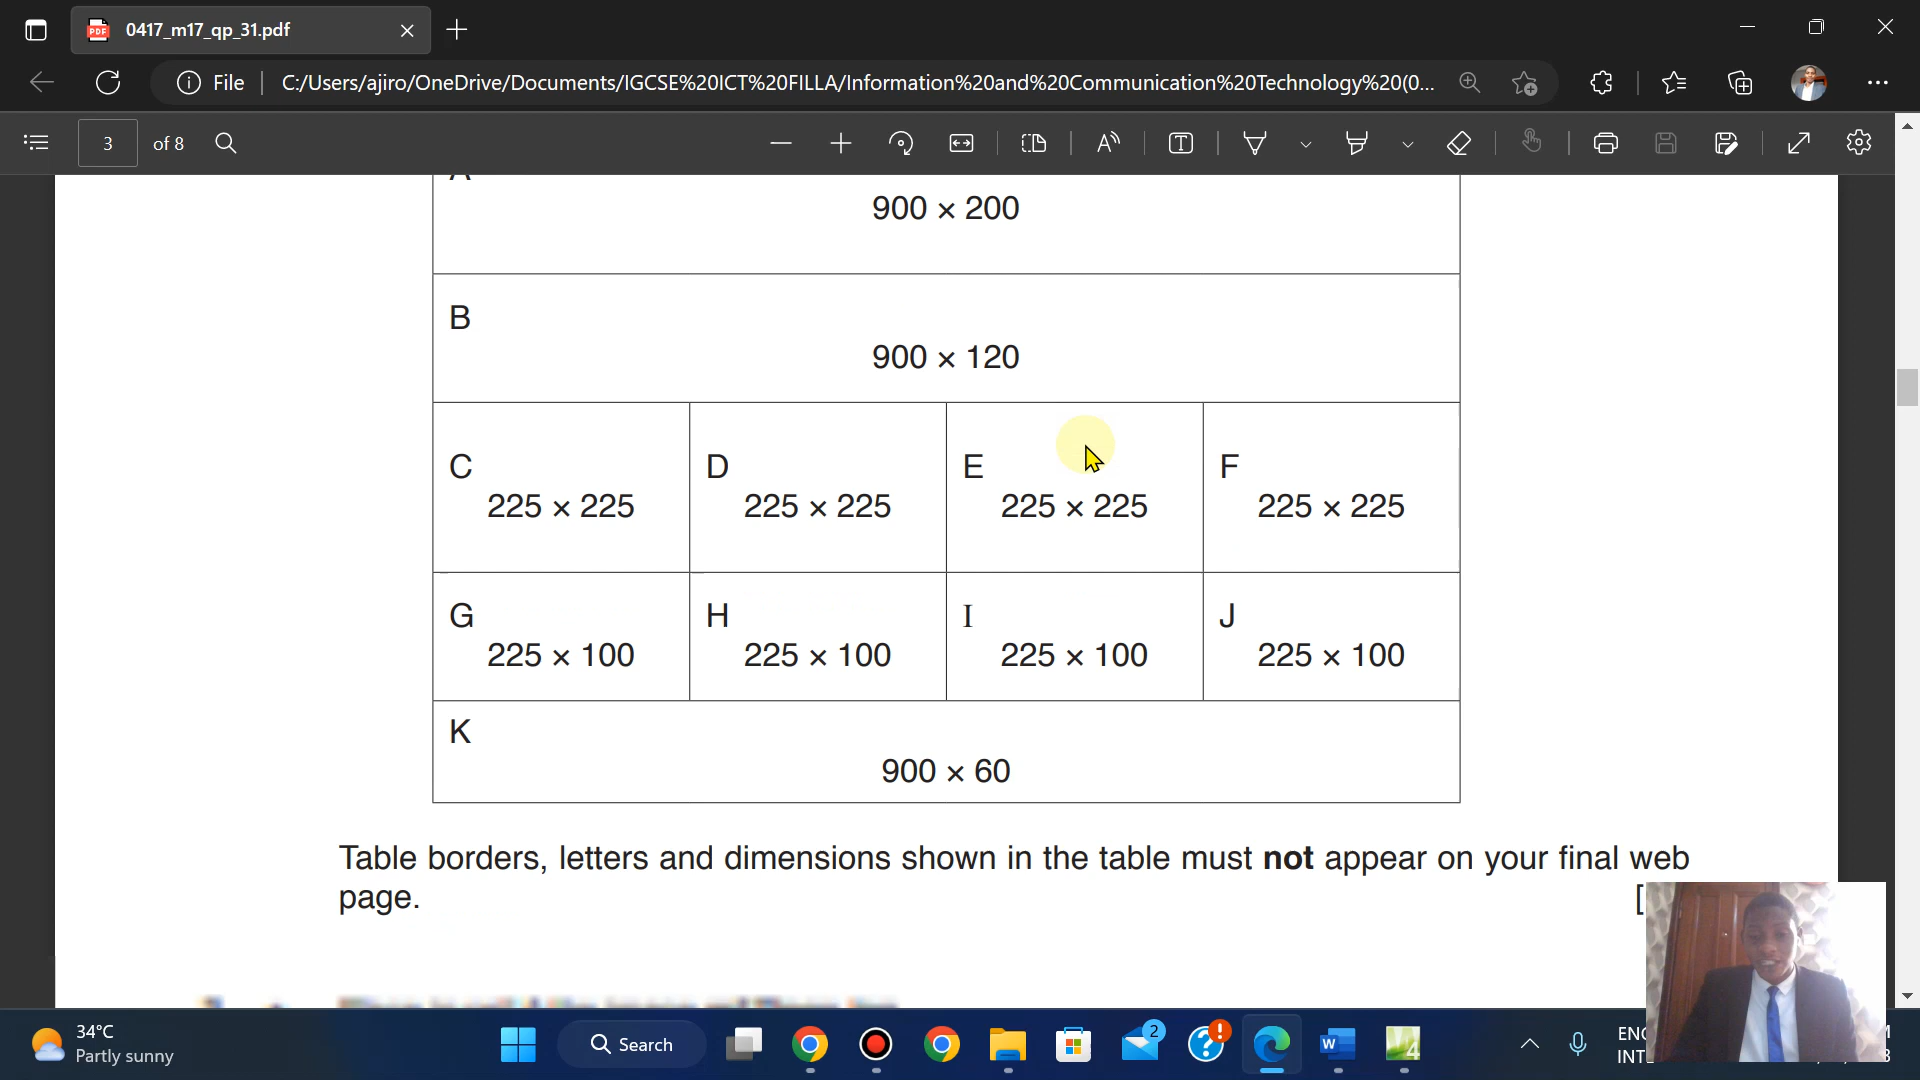 0417_m17_qp_31.pdf
File
C:/Users/ajiro/OneDrive/Documents/IGCSE%20ICT%20FILLA/Information%20and%20Communication%20Technology%20(0...
3 of 8
900 × 200
B
900 × 120
C D E F
225 × 225 225 × 225 225 × 225 225 × 225
G H I J
225 × 100 225 × 100 225 × 100 225 × 100
K
900 × 60
Table borders, letters and dimensions shown in the table must not appear on your final web
page. [
34°C
Partly sunny
Search
2